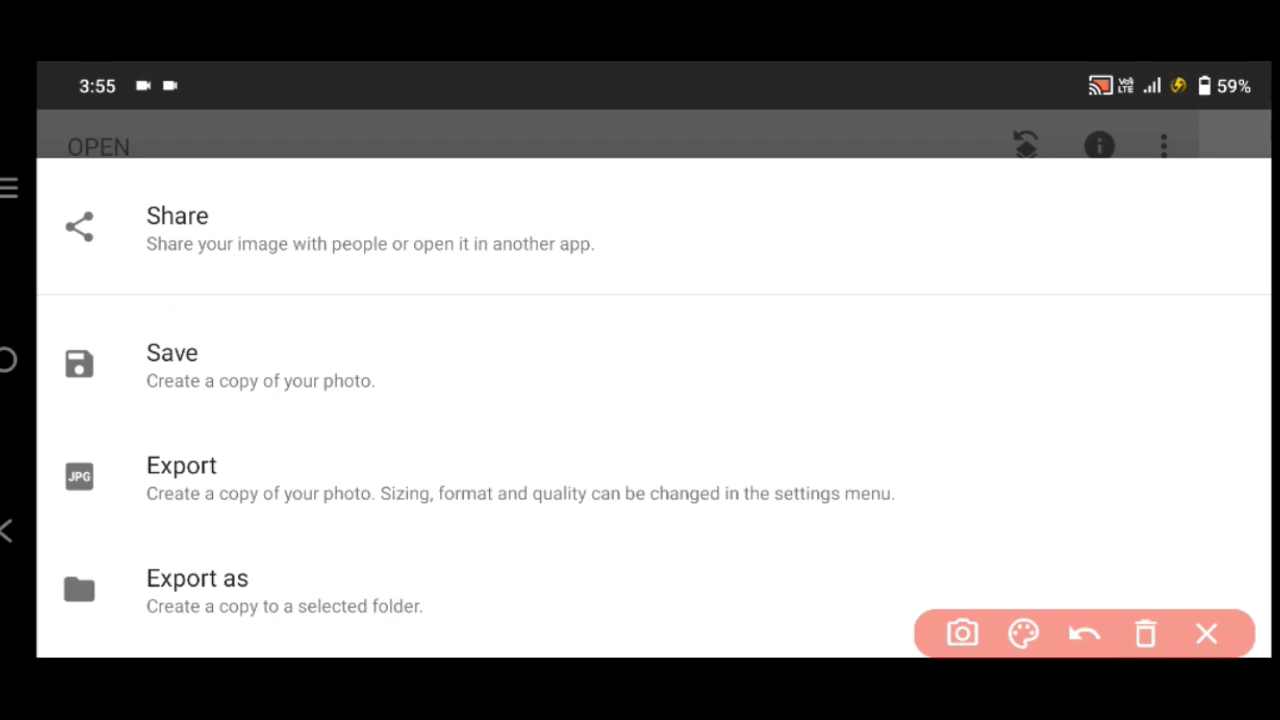 3:55
Vo))
LTE
59%
OPEN
Share
Share your image with people or open it in another app.
Save
Create a copy of your photo.
JPG
Export
Create a copy of your photo. Sizing, format and quality can be changed in the settings menu.
Export as
Create a copy to a selected folder.